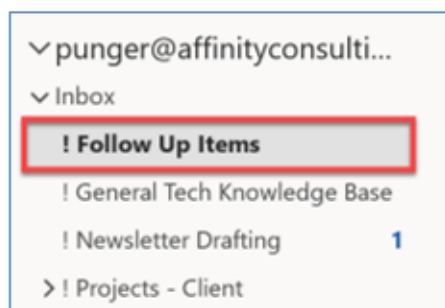 punger@affinityconsulti...
Inbox
! Follow Up Items
! General Tech Knowledge Base
! Newsletter Drafting 1
! Projects - Client